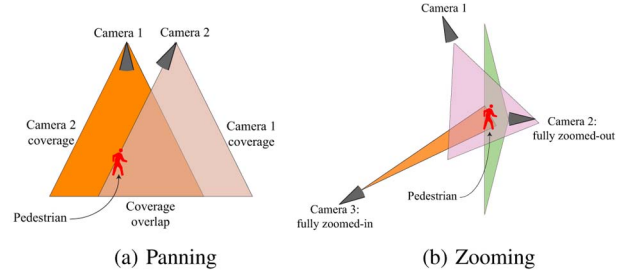 Camera 1
Camera 2
Camera 2
coverage
Camera 1
coverage
Pedestrian
Coverage
overlap
(a) Panning
Camera 1
Camera 2:
fully zoomed-out
Pedestrian
Camera 3:
fully zoomed-in
(b) Zooming